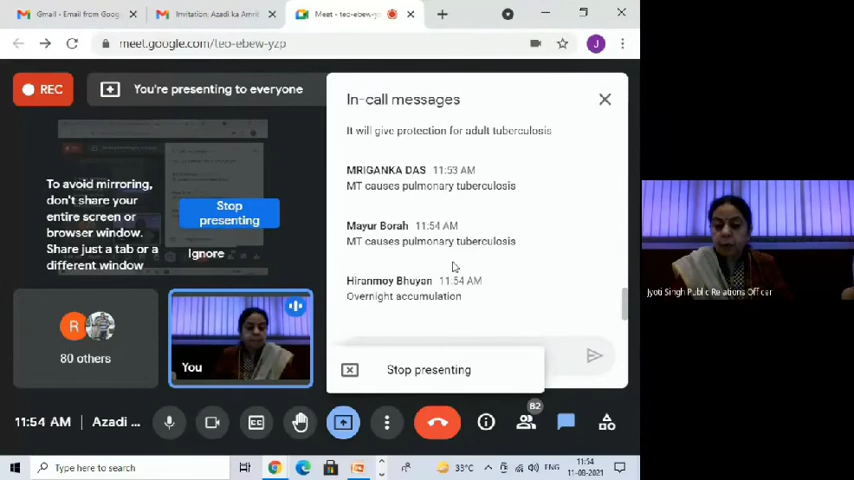 Gmail - Email from Goog
Invitation: Azadi ka Amrit
Meet - teo-ebew-yz
meet.google.com/teo-ebew-yzp
J
REC
You're presenting to everyone
To avoid mirroring,
don't share your
entire screen or
browser window.
Share just a tab or a
different window
Stop
presenting
Ignore
R
80 others
You
In-call messages
It will give protection for adult tuberculosis
MRIGANKA DAS 11:53 AM
MT causes pulmonary tuberculosis
Mayur Borah 11:54 AM
MT causes pulmonary tuberculosis
Hiranmoy Bhuyan 11:54 AM
Overnight accumulation
Stop presenting
11:54 AM | Azadi ...
82
Type here to search
33°C
ENG
11:54
11-08-2021
Jyoti Singh Public Relations Officer